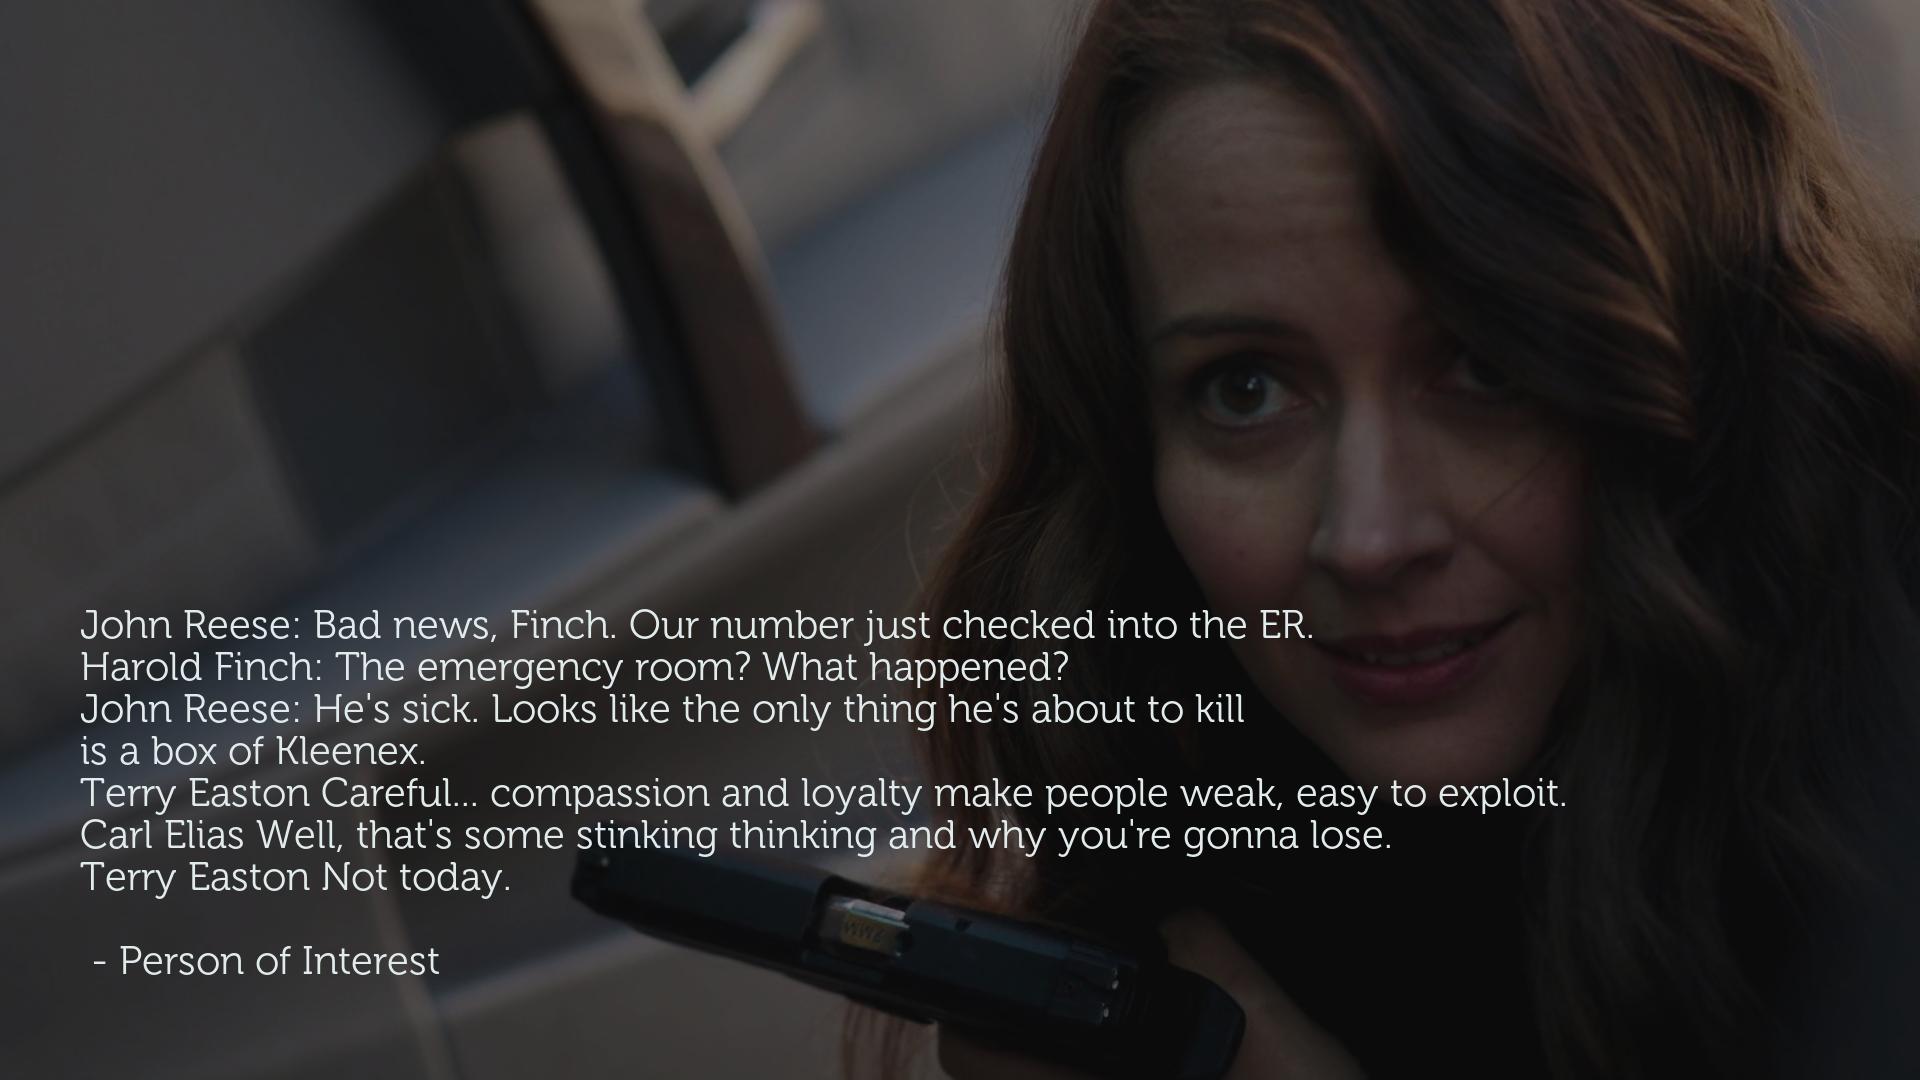 John Reese: Bad news, Finch. Our number just checked into the ER.
Harold Finch: The emergency room? What happened?
John Reese: He's sick. Looks like the only thing he's about to kill
is a box of Kleenex.
Terry Easton Careful... compassion and loyalty make people weak, easy to exploit.
Carl Elias Well, that's some stinking thinking and why you're gonna lose.
Terry Easton Not today.
- Person of Interest